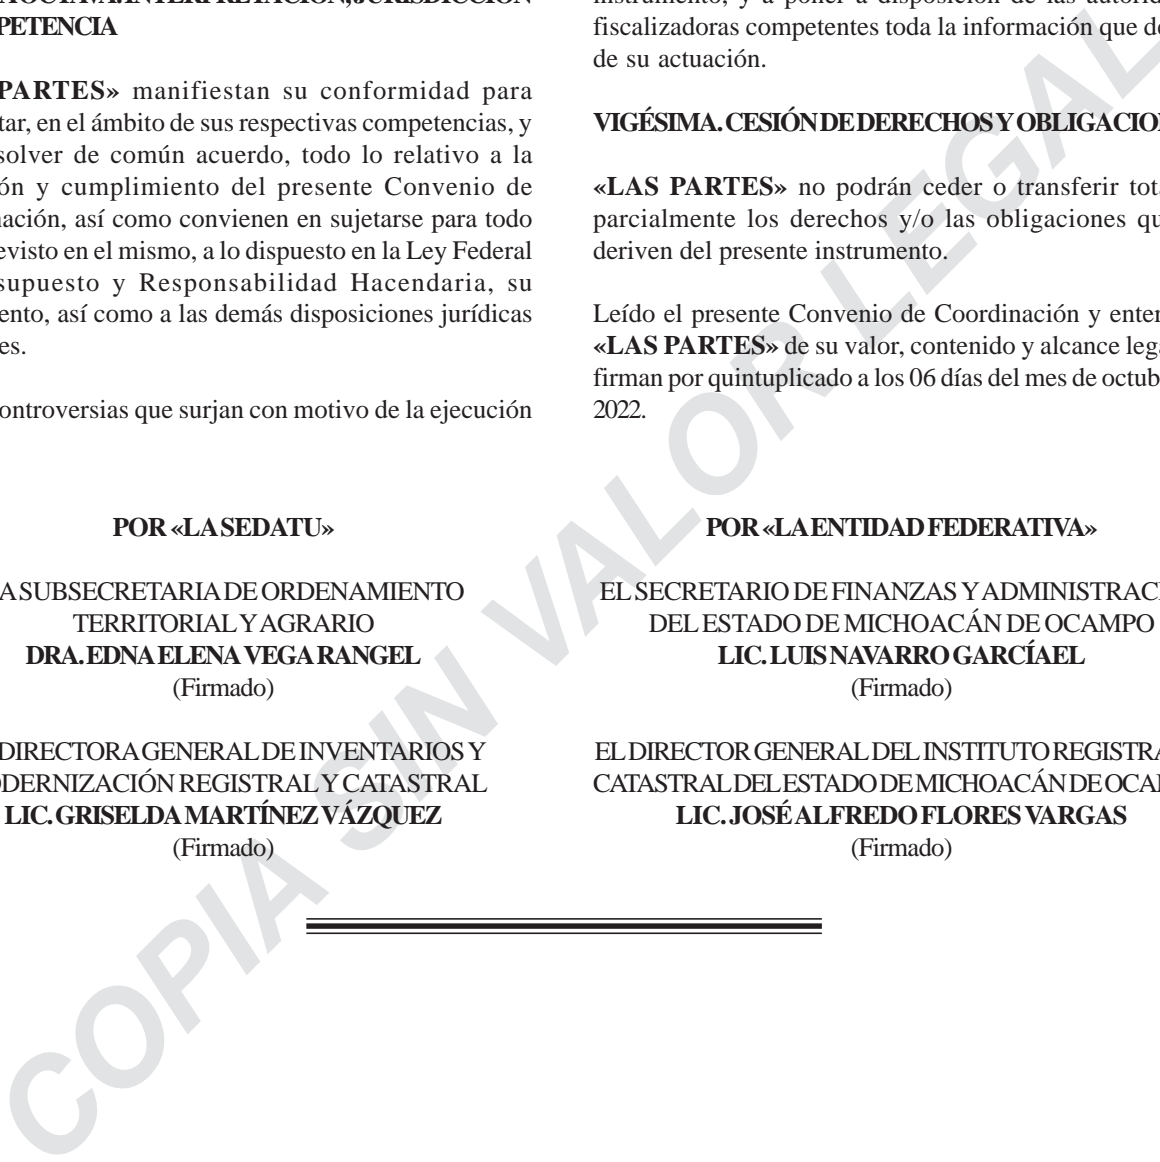 PETENCIA
PARTES» manifiestan su conformidad para
tar, en el ámbito de sus respectivas competencias, y
solver de común acuerdo, todo lo relativo a la
ón y cumplimiento del presente Convenio de
nación, así como convienen en sujetarse para todo
evisto en el mismo, a lo dispuesto en la Ley Federal
supuesto y Responsabilidad Hacendaria, su
ento, así como a las demás disposiciones jurídicas
es.
ontroversias que surjan con motivo de la ejecución
fiscalizadoras competentes toda la información que de
de su actuación.
VIGÉSIMA. CESIÓN DE DERECHOS Y OBLIGACIO
«LAS PARTES» no podrán ceder o transferir tot
parcialmente los derechos y/o las obligaciones qu
deriven del presente instrumento.
Leído el presente Convenio de Coordinación y enter
«LAS PARTES» de su valor, contenido y alcance lega
firman por quintuplicado a los 06 días del mes de octub
2022.
POR «LA SEDATU»
A SUBSECRETARIA DE ORDENAMIENTO
TERRITORIAL Y AGRARIO
DRA. EDNA ELENA VEGA RANGEL
(Firmado)
DIRECTORA GENERAL DE INVENTARIOS Y
DERNIZACIÓN REGISTRAL Y CATASTRAL
LIC. GRISELDA MARTÍNEZ VÁZQUEZ
(Firmado)
POR «LA ENTIDAD FEDERATIVA»
EL SECRETARIO DE FINANZAS Y ADMINISTRACI
DEL ESTADO DE MICHOACÁN DE OCAMPO
LIC. LUIS NAVARRO GARCÍAEL
(Firmado)
EL DIRECTOR GENERAL DEL INSTITUTO REGISTRA
CATASTRAL DEL ESTADO DE MICHOACÁN DE OCA
LIC. JOSÉ ALFREDO FLORES VARGAS
(Firmado)
COPIA SIN VALOR LEGAL